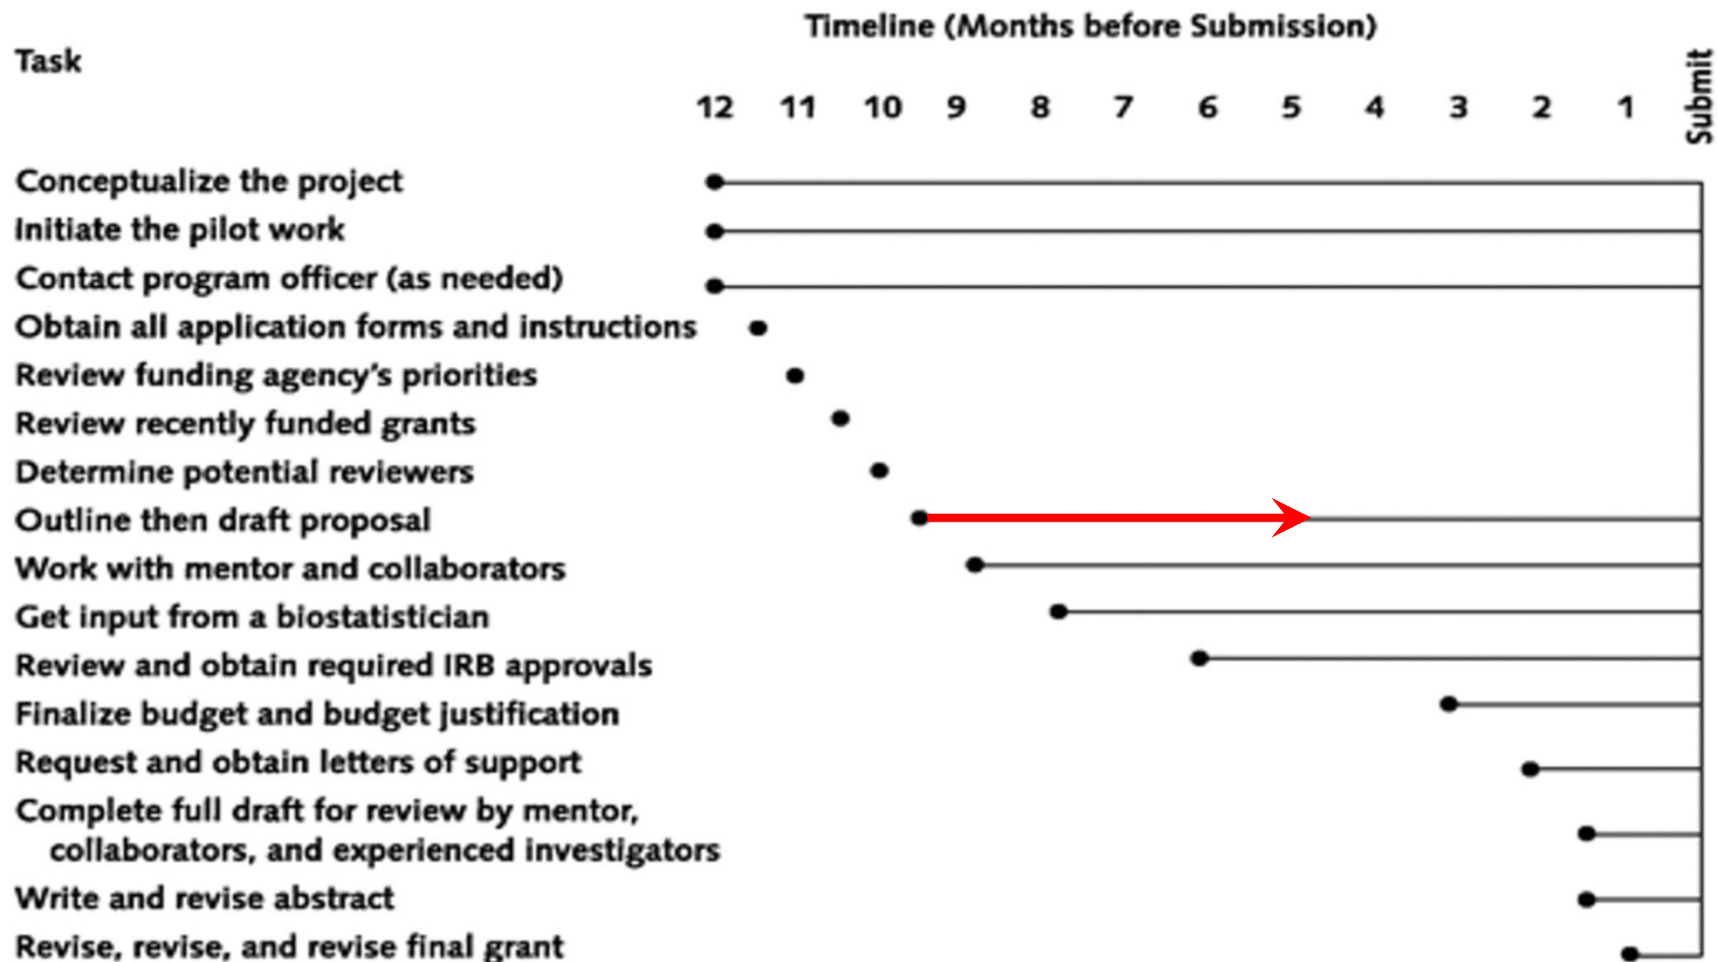 Timeline (Months before Submission)
Task
12 11 10 9 8 7 6 5 4 3 2 1 Submit
Conceptualize the project
Initiate the pilot work
Contact program officer (as needed)
Obtain all application forms and instructions
Review funding agency’s priorities
Review recently funded grants
Determine potential reviewers
Outline then draft proposal
Work with mentor and collaborators
Get input from a biostatistician
Review and obtain required IRB approvals
Finalize budget and budget justification
Request and obtain letters of support
Complete full draft for review by mentor,
collaborators, and experienced investigators
Write and revise abstract
Revise, revise, and revise final grant